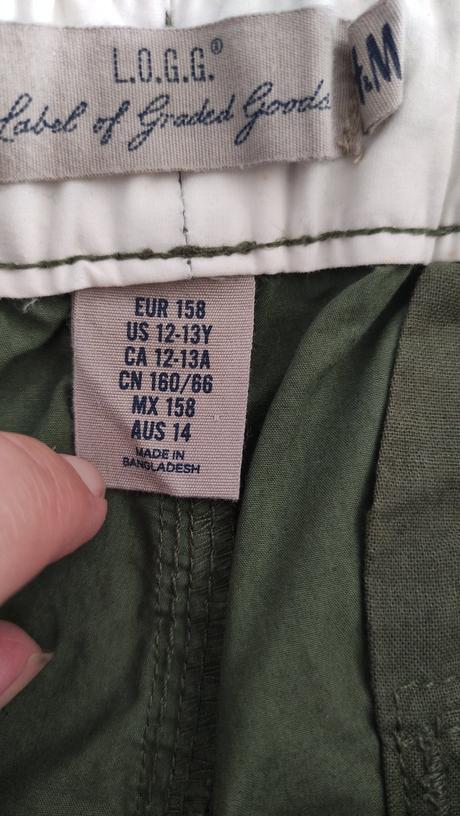 L.O.G.G.®
Label of Graded Goods
&M
EUR 158
US 12-13Y
CA 12-13A
CN 160/66
MX 158
AUS 14
MADE IN
BANGLADESH